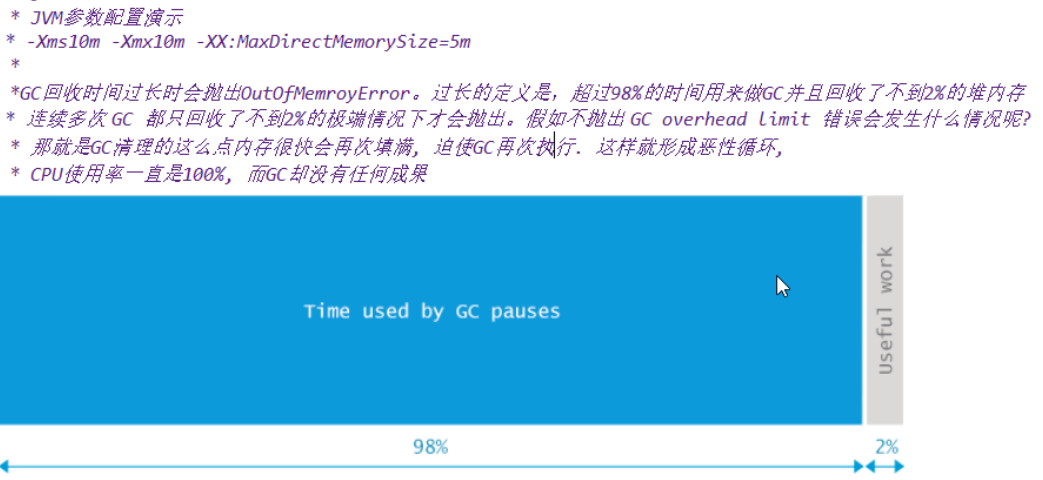 * JVM参数配置演示
* -Xms10m -Xmx10m -XX:MaxDirectMemorySize=5m
*
*GC回收时间过长时会抛出OutOfMemroyError。过长的定义是，超过98%的时间用来做GC并且回收了不到2%的堆内存
* 连续多次 GC 都只回收了不到2%的极端情况下才会抛出。假如不抛出 GC overhead limit 错误会发生什么情况呢?
* 那就是GC清理的这么点内存很快会再次填满, 迫使GC再次执行. 这样就形成恶性循环,
* CPU使用率一直是100%, 而GC却没有任何成果
Time used by GC pauses
Useful work
98%
2%